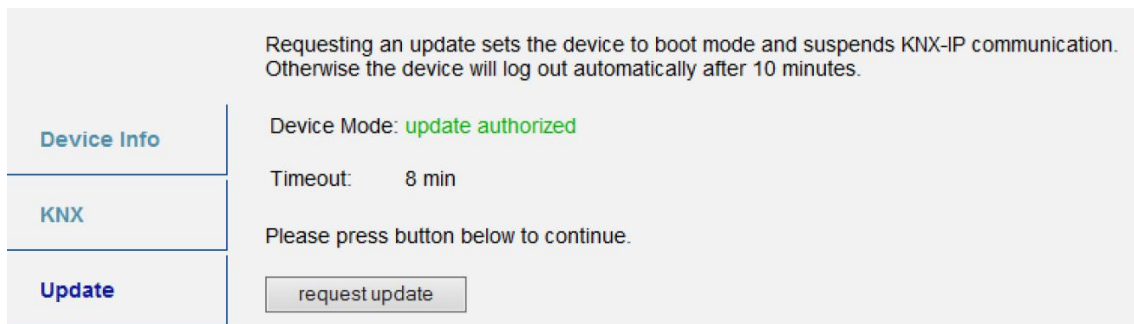 Requesting an update sets the device to boot mode and suspends KNX-IP communication.
Otherwise the device will log out automatically after 10 minutes.
Device Info
Device Mode: update authorized
Timeout: 8 min
KNX
Please press button below to continue.
Update
request update